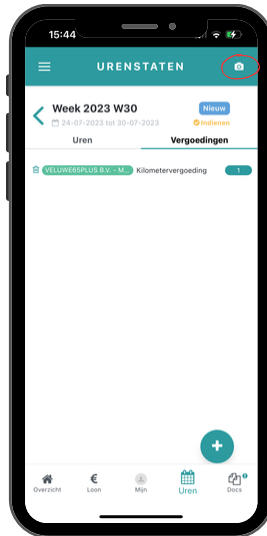 15:44
URENSTATEN
Week 2023 W30
Nieuw
24-07-2023 tot 30-07-2023
Indienen
Uren
Vergoedingen
VELUWE65PLUS B.V. - M...
Kilometervergoeding
1
+
Overzicht
Loon
Mijn
Uren
Docs